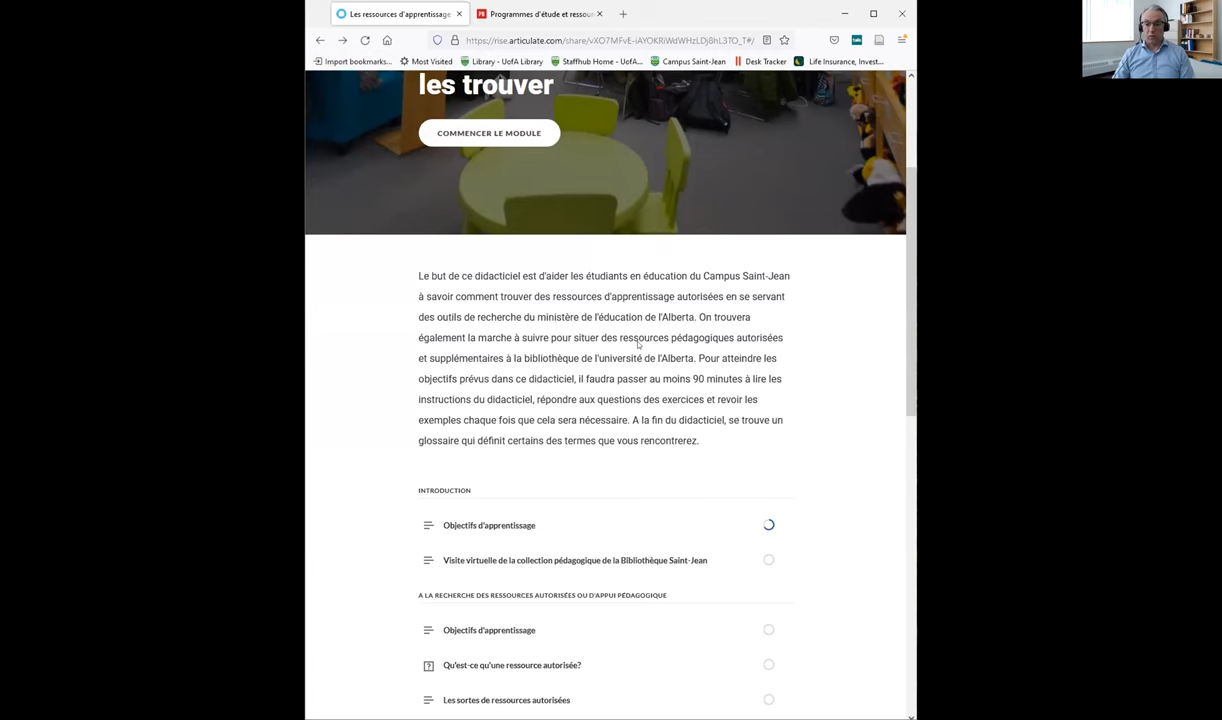 Les ressources d'apprentissage
Programmes d'étude et ressour
https://rise.articulate.com/share/vXO7MFvE-iAYOKRiWdWHzLDj8hL3TO_T#/
Import bookmarks...
Most Visited
Library - UofA Library
Staffhub Home - UofA...
Campus Saint-Jean
Desk Tracker
Life Insurance, Invest...
les trouver
COMMENCER LE MODULE
Le but de ce didacticiel est d'aider les étudiants en éducation du Campus Saint-Jean
à savoir comment trouver des ressources d'apprentissage autorisées en se servant
des outils de recherche du ministère de l'éducation de l'Alberta. On trouvera
également la marche à suivre pour situer des ressources pédagogiques autorisées
et supplémentaires à la bibliothèque de l'université de l'Alberta. Pour atteindre les
objectifs prévus dans ce didacticiel, il faudra passer au moins 90 minutes à lire les
instructions du didacticiel, répondre aux questions des exercices et revoir les
exemples chaque fois que cela sera nécessaire. A la fin du didacticiel, se trouve un
glossaire qui définit certains des termes que vous rencontrerez.
INTRODUCTION
Objectifs d'apprentissage
Visite virtuelle de la collection pédagogique de la Bibliothèque Saint-Jean
A LA RECHERCHE DES RESSOURCES AUTORISÉES OU D'APPUI PÉDAGOGIQUE
Objectifs d'apprentissage
Qu'est-ce qu'une ressource autorisée?
Les sortes de ressources autorisées